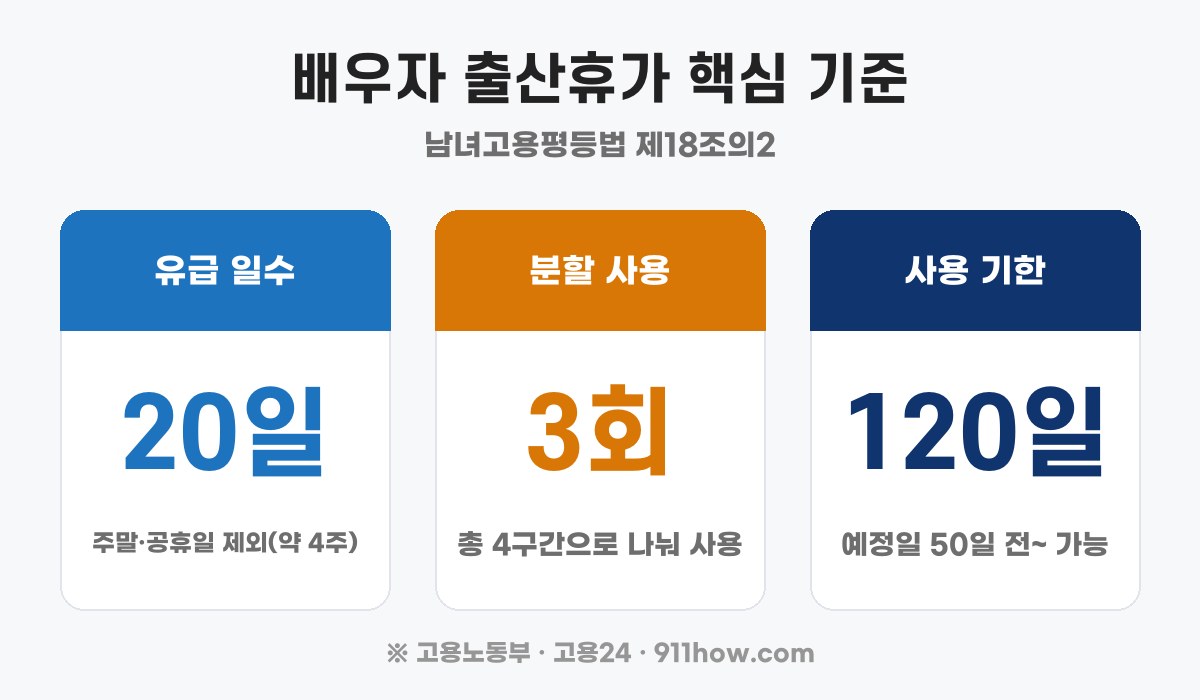 배우자 출산휴가 핵심 기준
남녀고용평등법 제18조의2
유급 일수
20일
주말·공휴일 제외(약 4주)
분할 사용
3회
총 4구간으로 나눠 사용
사용 기한
120일
예정일 50일 전~ 가능
※ 고용노동부 · 고용24 · 911how.com